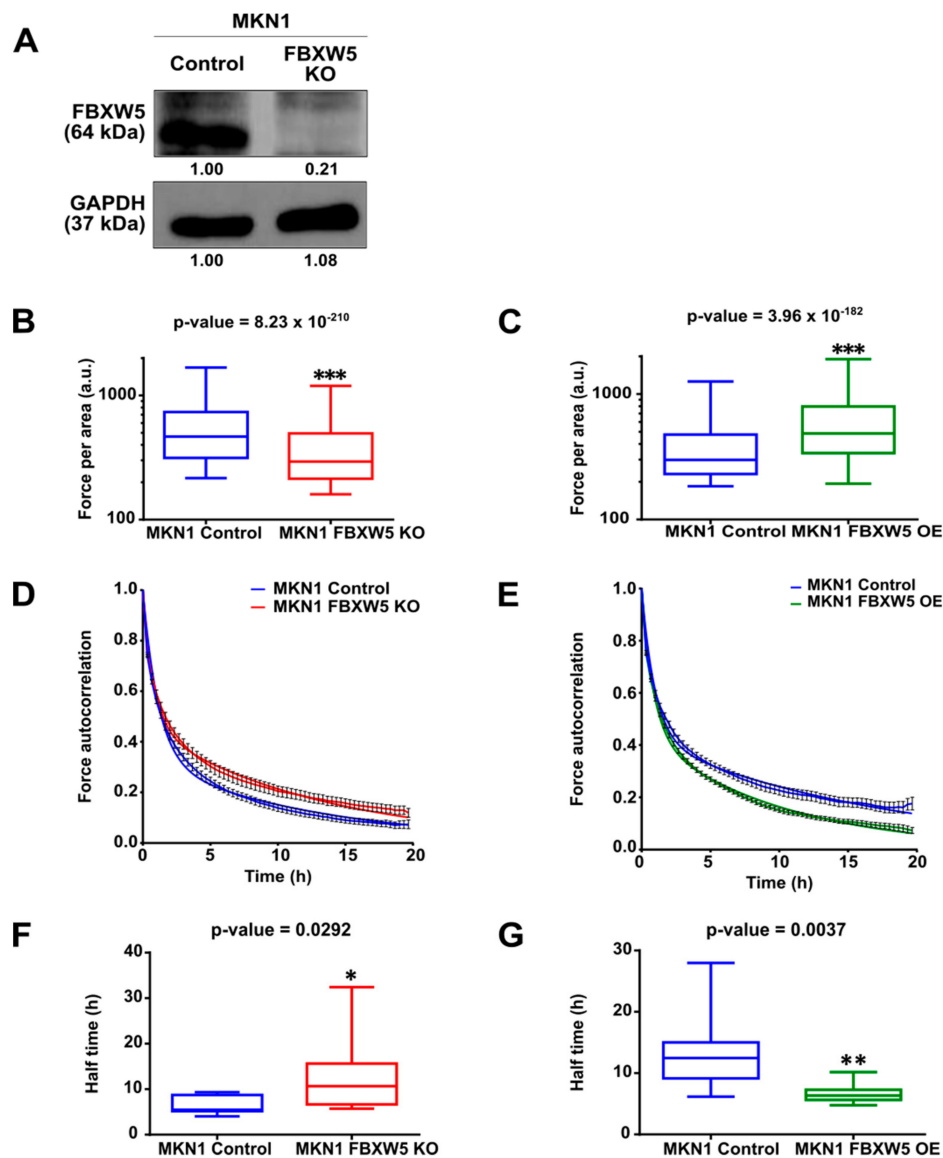 A
MKN1
Control
FBXW5
KO
FBXW5
(64 kDa)
1.00
0.21
GAPDH
(37 kDa)
1.00
1.08
B
p-value = 8.23 x 10⁻²¹⁰
Force per area (a.u.)
1000
100
***
MKN1 Control
MKN1 FBXW5 KO
C
p-value = 3.96 x 10⁻¹⁸²
Force per area (a.u.)
1000
100
***
MKN1 Control
MKN1 FBXW5 OE
D
Force autocorrelation
1.0
0.8
0.6
0.4
0.2
0.0
MKN1 Control
MKN1 FBXW5 KO
0
5
10
15
20
Time (h)
E
Force autocorrelation
1.0
0.8
0.6
0.4
0.2
0.0
MKN1 Control
MKN1 FBXW5 OE
0
5
10
15
20
Time (h)
F
p-value = 0.0292
Half time (h)
40
30
20
10
0
*
MKN1 Control
MKN1 FBXW5 KO
G
p-value = 0.0037
Half time (h)
30
20
10
0
**
MKN1 Control
MKN1 FBXW5 OE